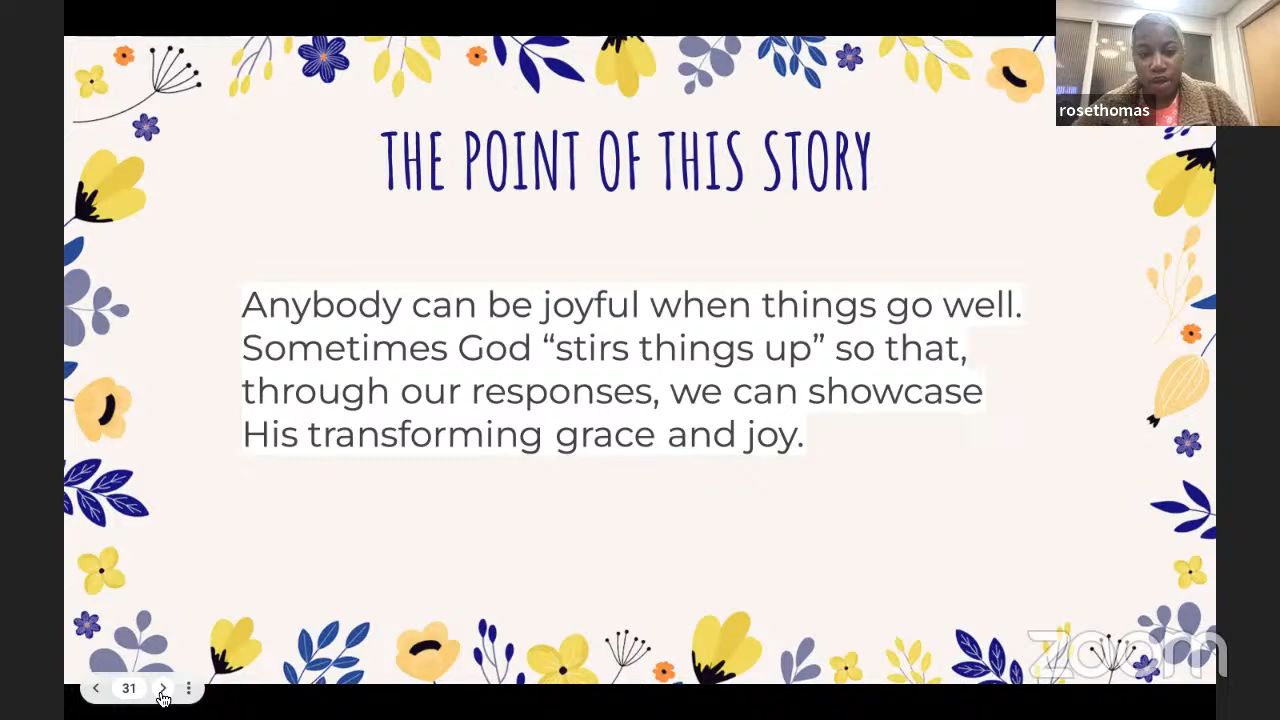 rosethomas
THE POINT OF THIS STORY
Anybody can be joyful when things go well.
Sometimes God “stirs things up” so that,
through our responses, we can showcase
His transforming grace and joy.
31
zoom